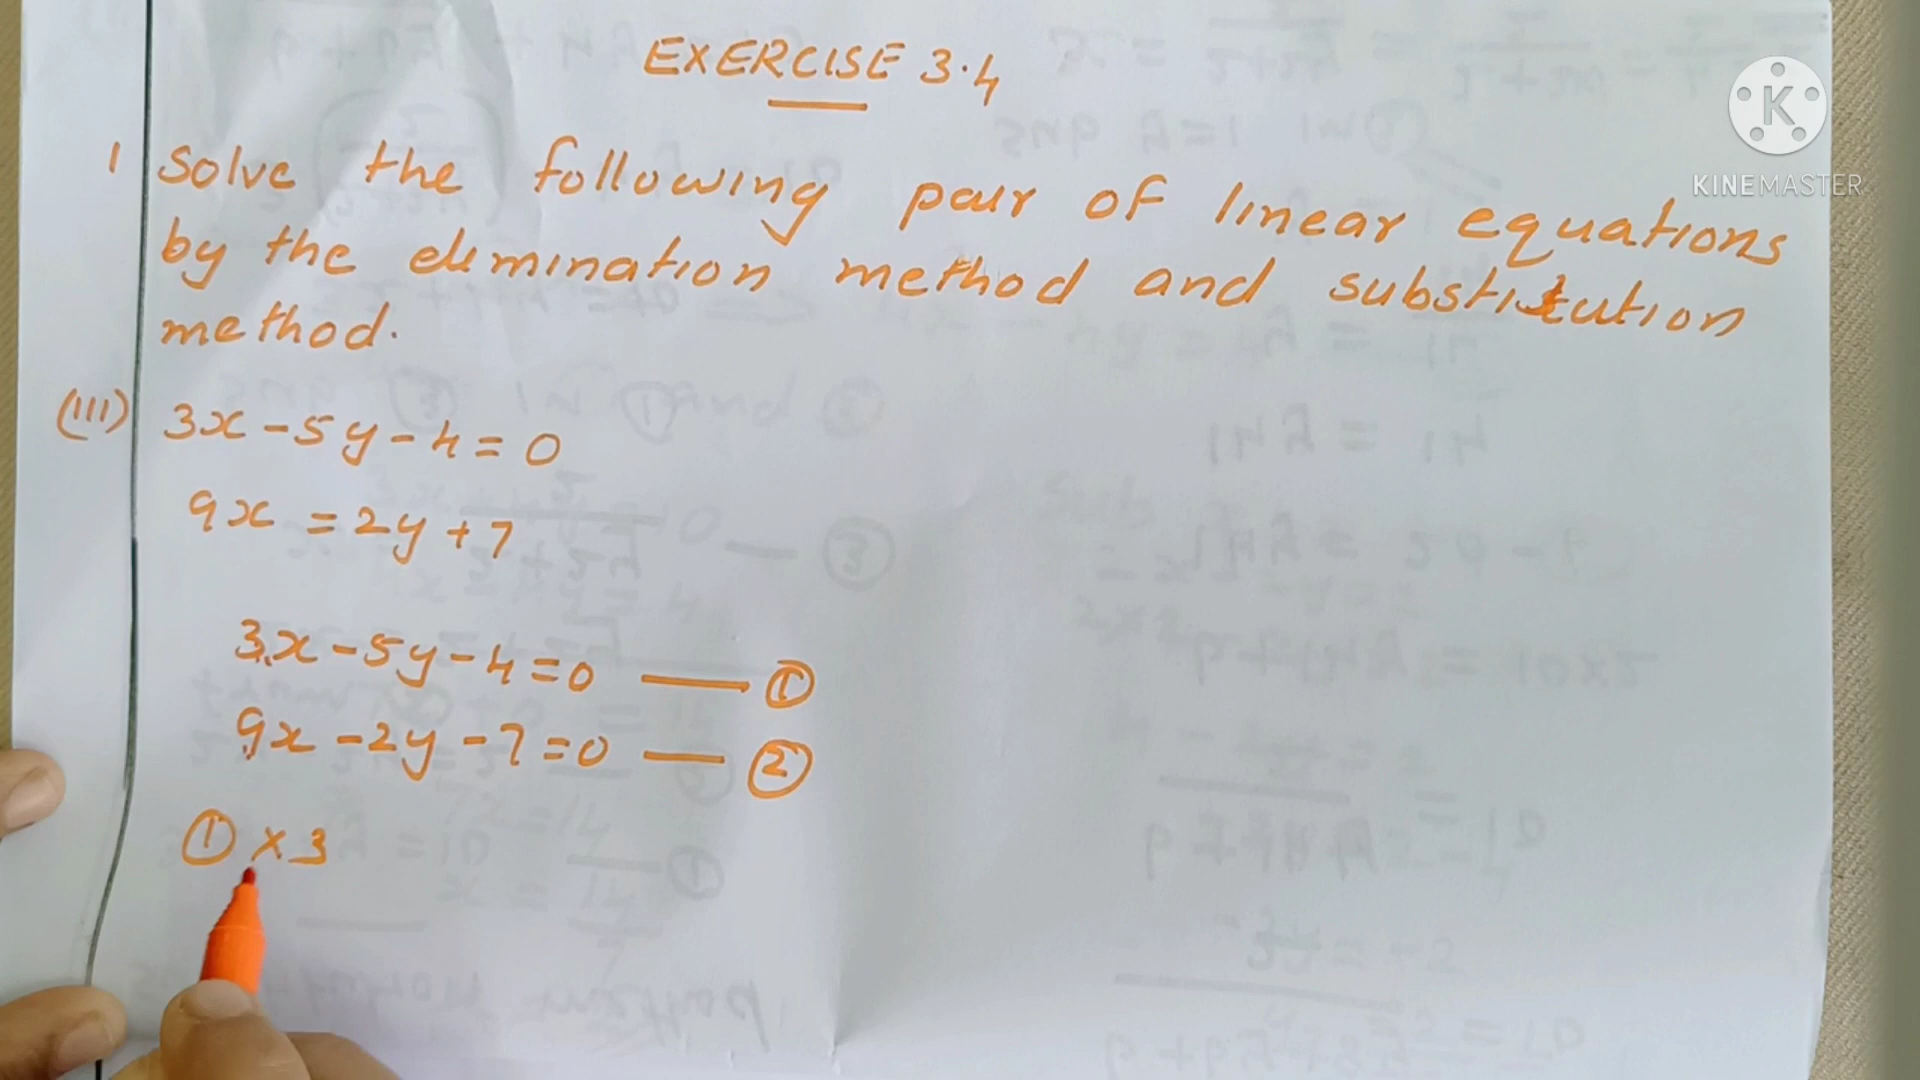 EXERCISE 3.4
K
KINEMASTER
1 Solve the following pair of linear equations
by the elimination method and substitution
method.
(111) 3x - 5y - 4 = 0
9x = 2y + 7
3x - 5y - 4 = 0 — ①
9x - 2y - 7 = 0 — ②
① × 3